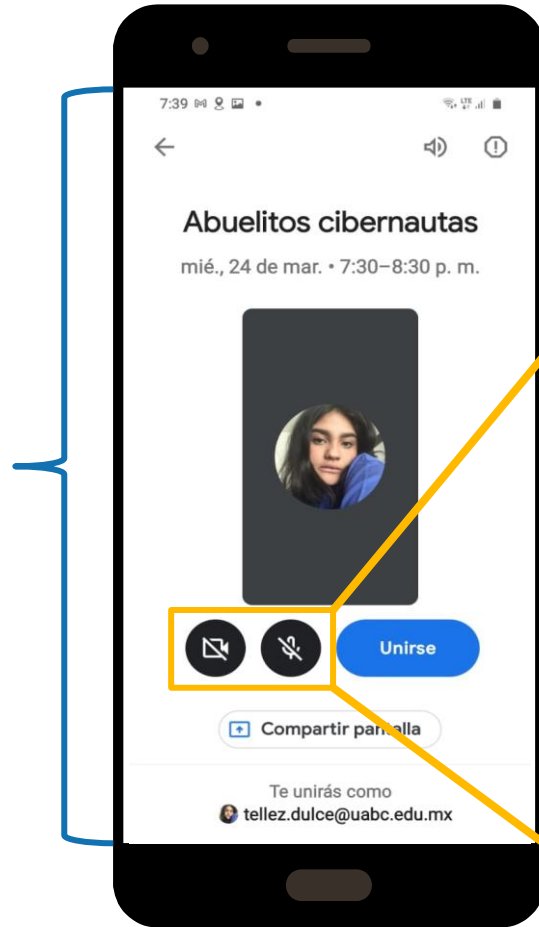 7:39
LTE
Abuelitos cibernautas
mié., 24 de mar. • 7:30–8:30 p. m.
Unirse
Compartir pantalla
Te unirás como
tellez.dulce@uabc.edu.mx